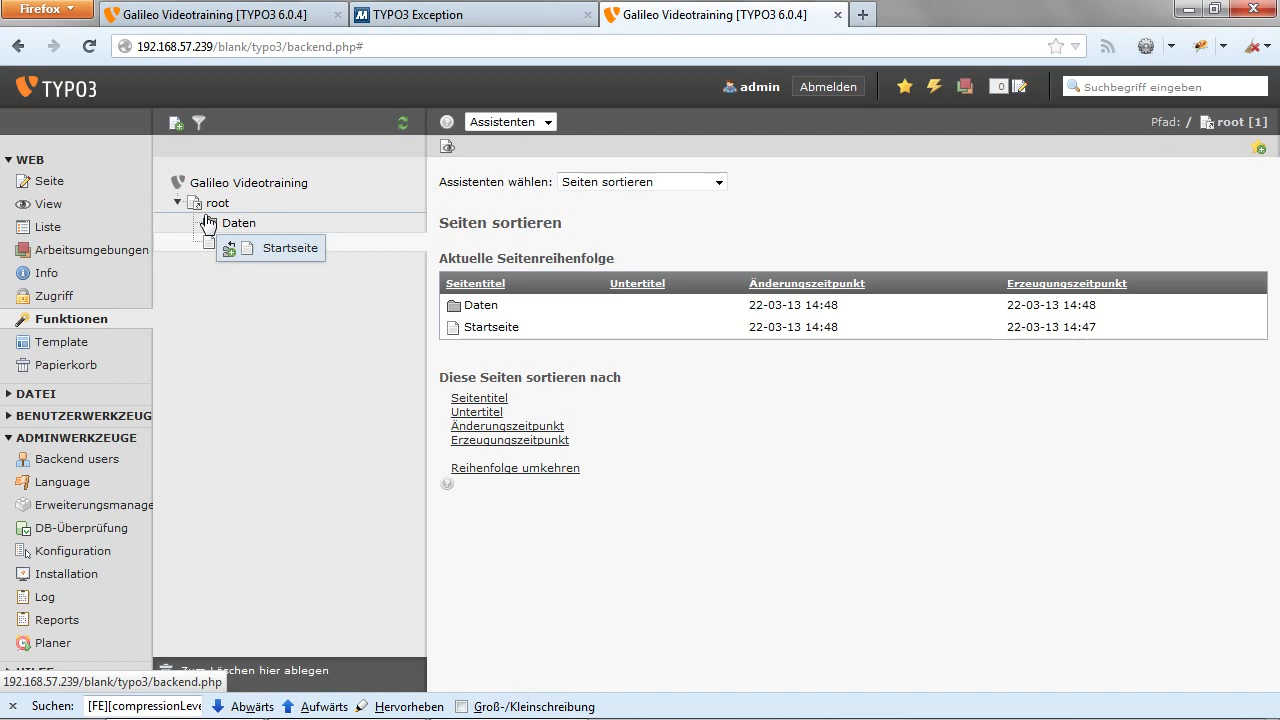 Firefox
Galileo Videotraining [TYPO3 6.0.4]
TYPO3 Exception
Galileo Videotraining [TYPO3 6.0.4]
192.168.57.239/blank/typo3/backend.php#
TYPO3
admin
Abmelden
0
Suchbegriff eingeben
Assistenten
Pfad: / root [1]
WEB
Seite
View
Liste
Arbeitsumgebungen
Info
Zugriff
Funktionen
Template
Papierkorb
DATEI
BENUTZERWERKZEUG
ADMINWERKZEUGE
Backend users
Language
Erweiterungsmanage
DB-Überprüfung
Konfiguration
Installation
Log
Reports
Planer
Galileo Videotraining
root
Daten
Startseite
Zum Löschen hier ablegen
Assistenten wählen: Seiten sortieren
Seiten sortieren
Aktuelle Seitenreihenfolge
Seitentitel Untertitel Änderungszeitpunkt Erzeugungszeitpunkt
Daten 22-03-13 14:48 22-03-13 14:48
Startseite 22-03-13 14:48 22-03-13 14:47
Diese Seiten sortieren nach
Seitentitel
Untertitel
Änderungszeitpunkt
Erzeugungszeitpunkt
Reihenfolge umkehren
192.168.57.239/blank/typo3/backend.php
Suchen: [FE][compressionLeve Abwärts Aufwärts Hervorheben Groß-/Kleinschreibung